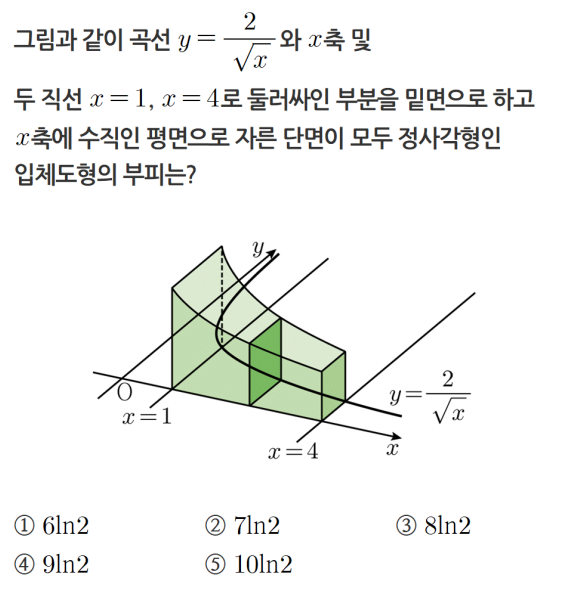 그림과 같이 곡선 y = 2/√x 와 x축 및
두 직선 x = 1, x = 4로 둘러싸인 부분을 밑면으로 하고
x축에 수직인 평면으로 자른 단면이 모두 정사각형인
입체도형의 부피는?
y
O
x = 1
y = 2/√x
x = 4
x
① 6ln2 ② 7ln2 ③ 8ln2
④ 9ln2 ⑤ 10ln2